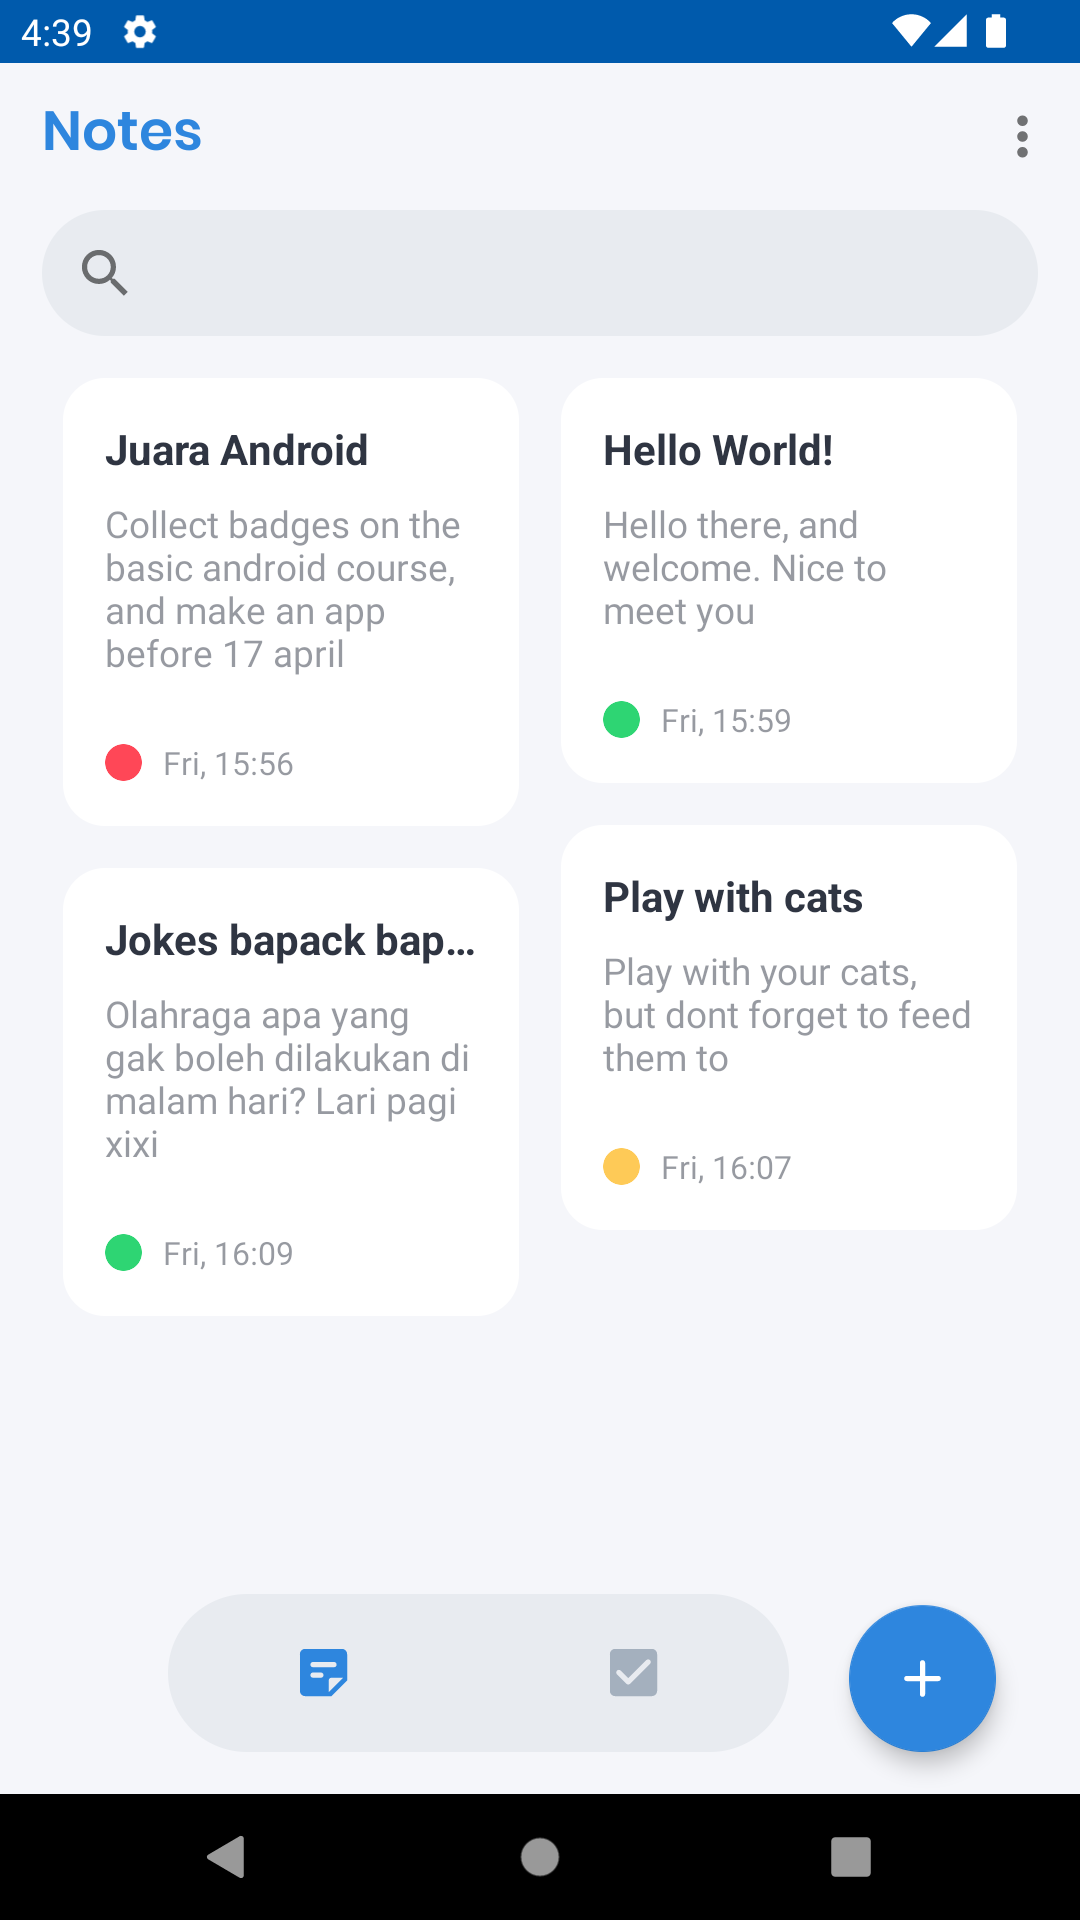 4:39
Notes
Juara Android
Collect badges on the
basic android course,
and make an app
before 17 april
Fri, 15:56
Hello World!
Hello there, and
welcome. Nice to
meet you
Fri, 15:59
Jokes bapack bap...
Olahraga apa yang
gak boleh dilakukan di
malam hari? Lari pagi
xixi
Fri, 16:09
Play with cats
Play with your cats,
but dont forget to feed
them to
Fri, 16:07